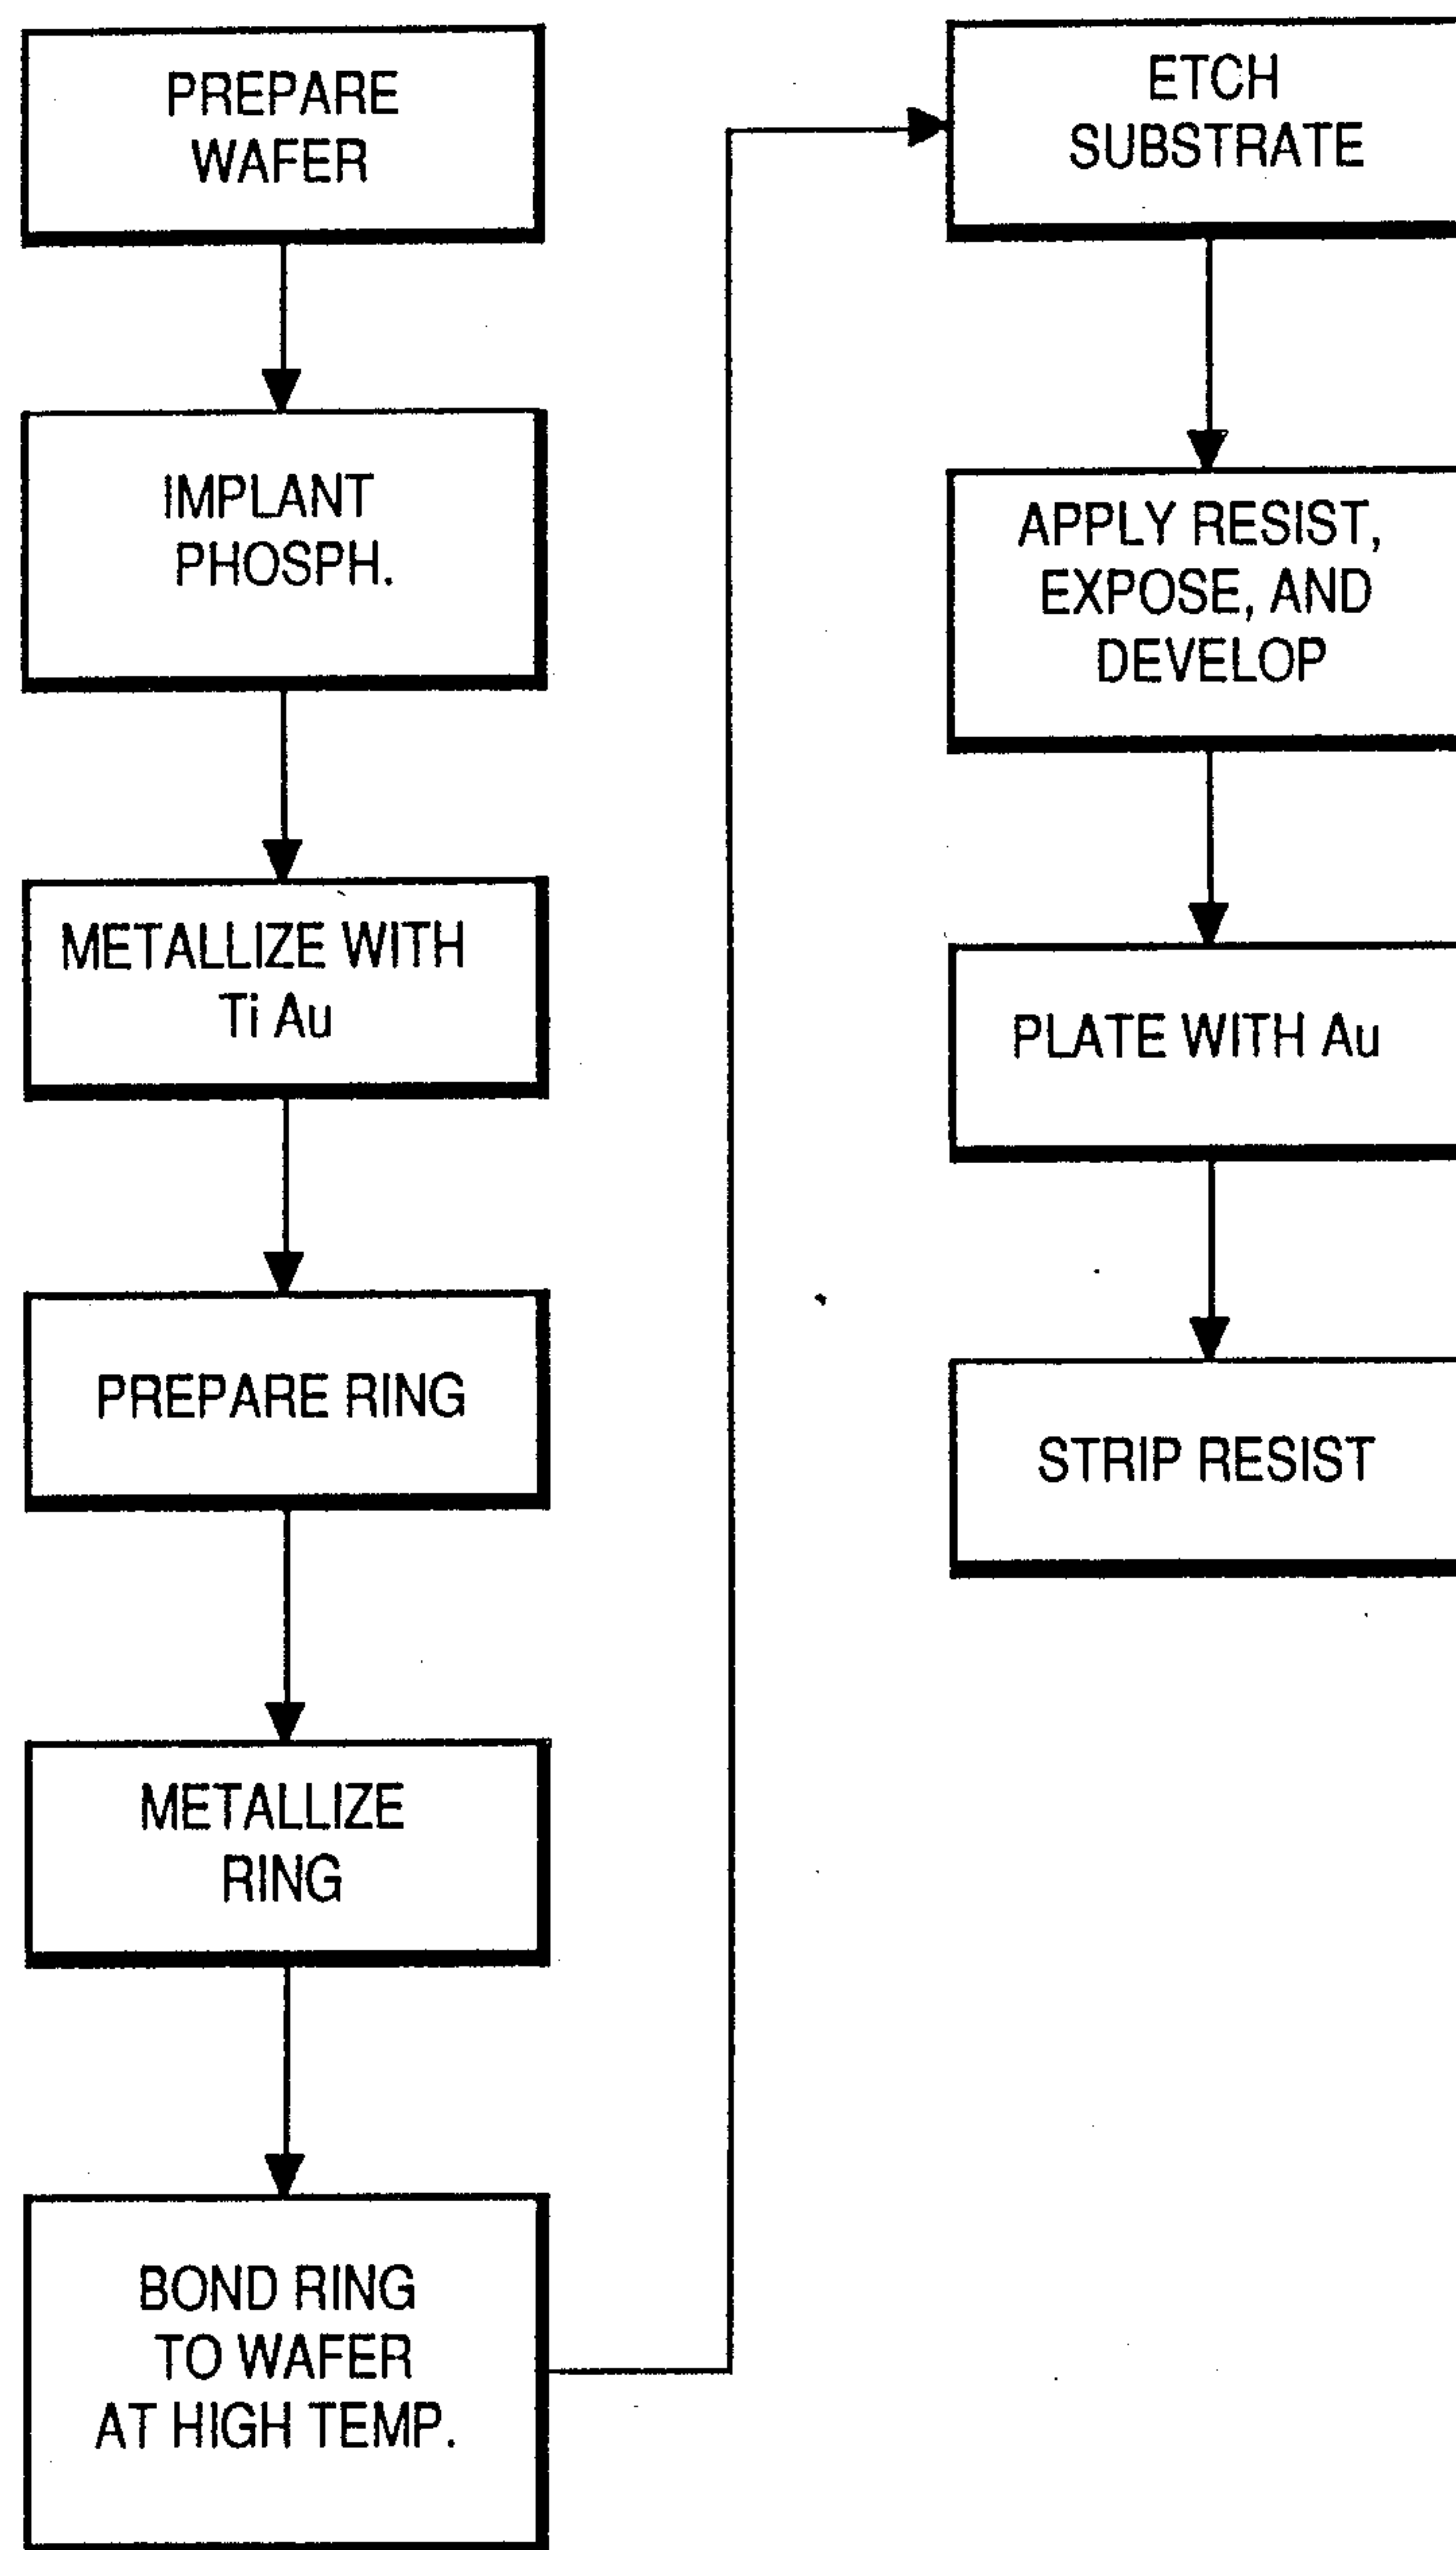 PREPARE
WAFER
IMPLANT
PHOSPH.
METALLIZE WITH
Ti Au
PREPARE RING
METALLIZE
RING
BOND RING
TO WAFER
AT HIGH TEMP.
ETCH
SUBSTRATE
APPLY RESIST,
EXPOSE, AND
DEVELOP
PLATE WITH Au
STRIP RESIST